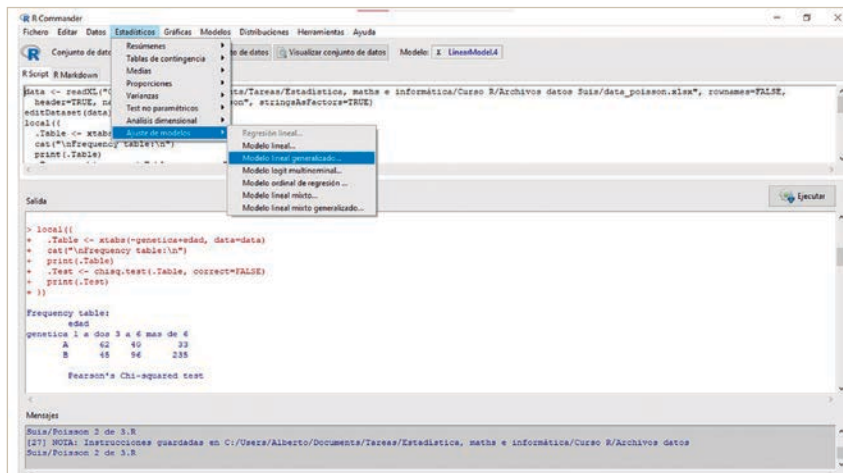 R Commander
Fichero Editar Datos Estadísticos Gráficas Modelos Distribuciones Herramientas Ayuda
Conjunto de dato
to de datos
Visualizar conjunto de datos
Modelo: Σ LinearModel.4
R Script R Markdown
Resúmenes
Tablas de contingencia
Medias
Proporciones
Varianzas
Test no paramétricos
Análisis dimensional
Ajuste de modelos
Regresión lineal...
Modelo lineal...
Modelo lineal generalizado...
Modelo logit multinominal...
Modelo ordinal de regresión ...
Modelo lineal mixto...
Modelo lineal mixto generalizado...
data <- readXL("C
ts/Tareas/Estadistica, maths e informática/Curso R/Archivos datos Suis/data_poisson.xlsx", rownames=FALSE,
header=TRUE, na
on", stringsAsFactors=TRUE)
editDataset(data)
local({
.Table <- xtabs
cat("\nFrequency table:\n")
print(.Table)
Salida
Ejecutar
> local({
+ .Table <- xtabs(~genetica+edad, data=data)
+ cat("\nFrequency table:\n")
+ print(.Table)
+ .Test <- chisq.test(.Table, correct=FALSE)
+ print(.Test)
+ })
Frequency table:
edad
genetica 1 a dos 3 a 6 mas de 6
A 62 40 33
B 45 96 235
Pearson's Chi-squared test
Mensajes
Suis/Poisson 2 de 3.R
[27] NOTA: Instrucciones guardadas en C:/Users/Alberto/Documents/Tareas/Estadística, maths e informática/Curso R/Archivos datos
Suis/Poisson 2 de 3.R